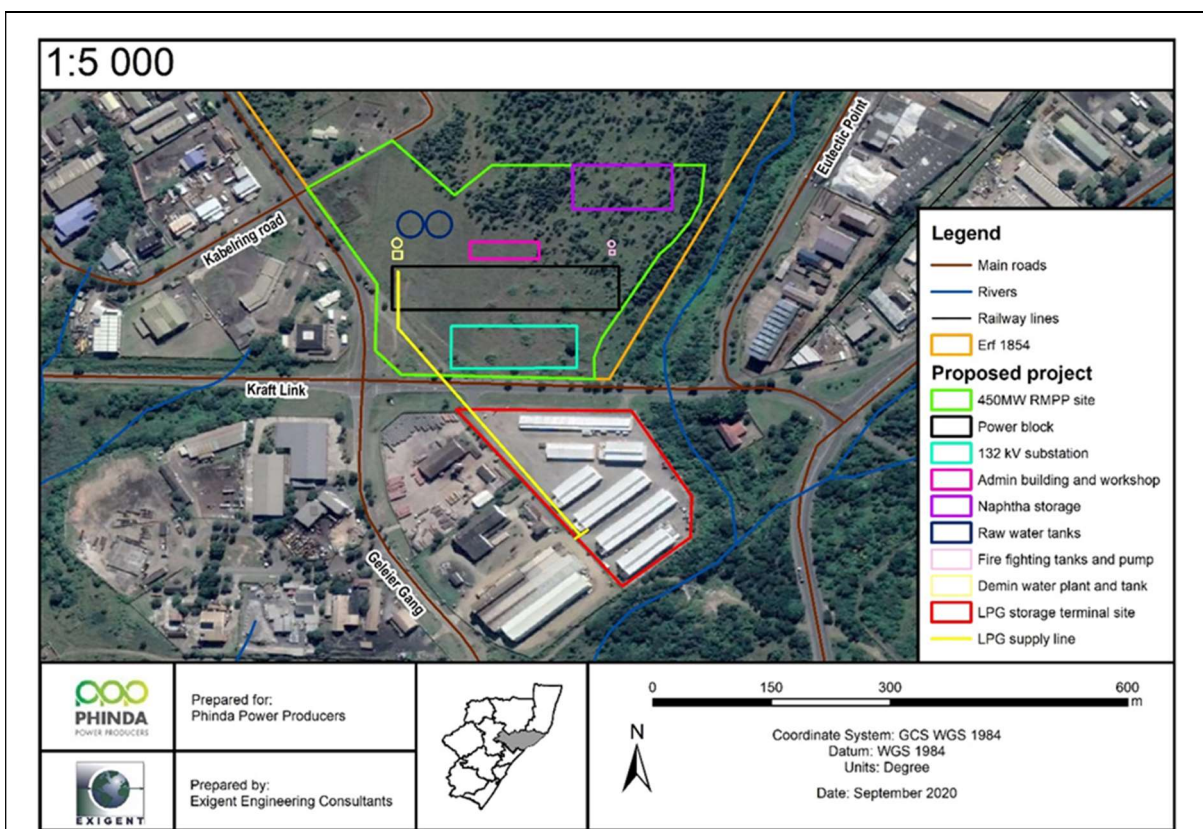 1:5 000
Eutectic Point
Kabelring road
Kraft Link
Geleier Gang
Legend
Main roads
Rivers
Railway lines
Erf 1854
Proposed project
450MW RMPP site
Power block
132 kV substation
Admin building and workshop
Naphtha storage
Raw water tanks
Fire fighting tanks and pump
Demin water plant and tank
LPG storage terminal site
LPG supply line
PHINDA
POWER PRODUCERS
Prepared for:
Phinda Power Producers
EXIGENT
Prepared by:
Exigent Engineering Consultants
0 150 300 600
m
N
Coordinate System: GCS WGS 1984
Datum: WGS 1984
Units: Degree
Date: September 2020